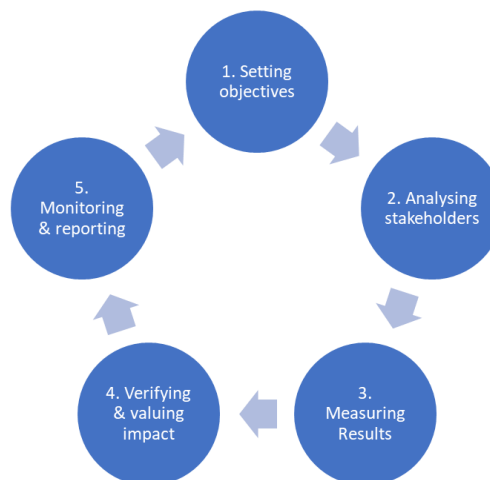 1. Setting
objectives
2. Analysing
stakeholders
3.
Measuring
Results
4. Verifying
& valuing
impact
5.
Monitoring
& reporting